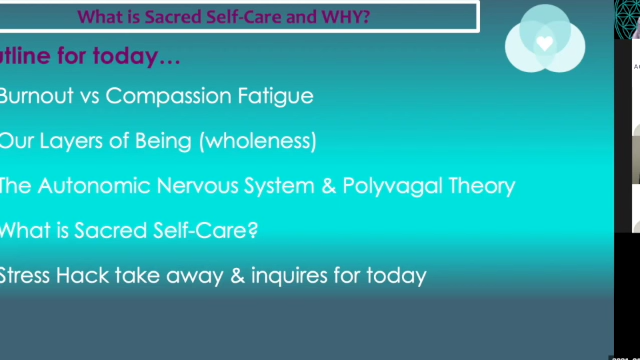 What is Sacred Self-Care and WHY?
utline for today...
Burnout vs Compassion Fatigue
Our Layers of Being (wholeness)
The Autonomic Nervous System & Polyvagal Theory
What is Sacred Self-Care?
Stress Hack take away & inquires for today